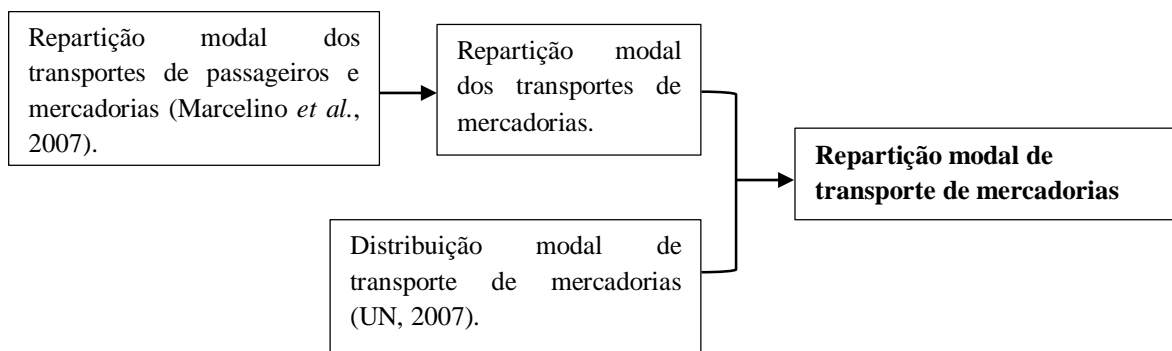 Repartição modal dos
transportes de passageiros e
mercadorias (Marcelino et al.,
2007).
Repartição modal
dos transportes de
mercadorias.
Repartição modal de
transporte de mercadorias
Distribuição modal de
transporte de mercadorias
(UN, 2007).